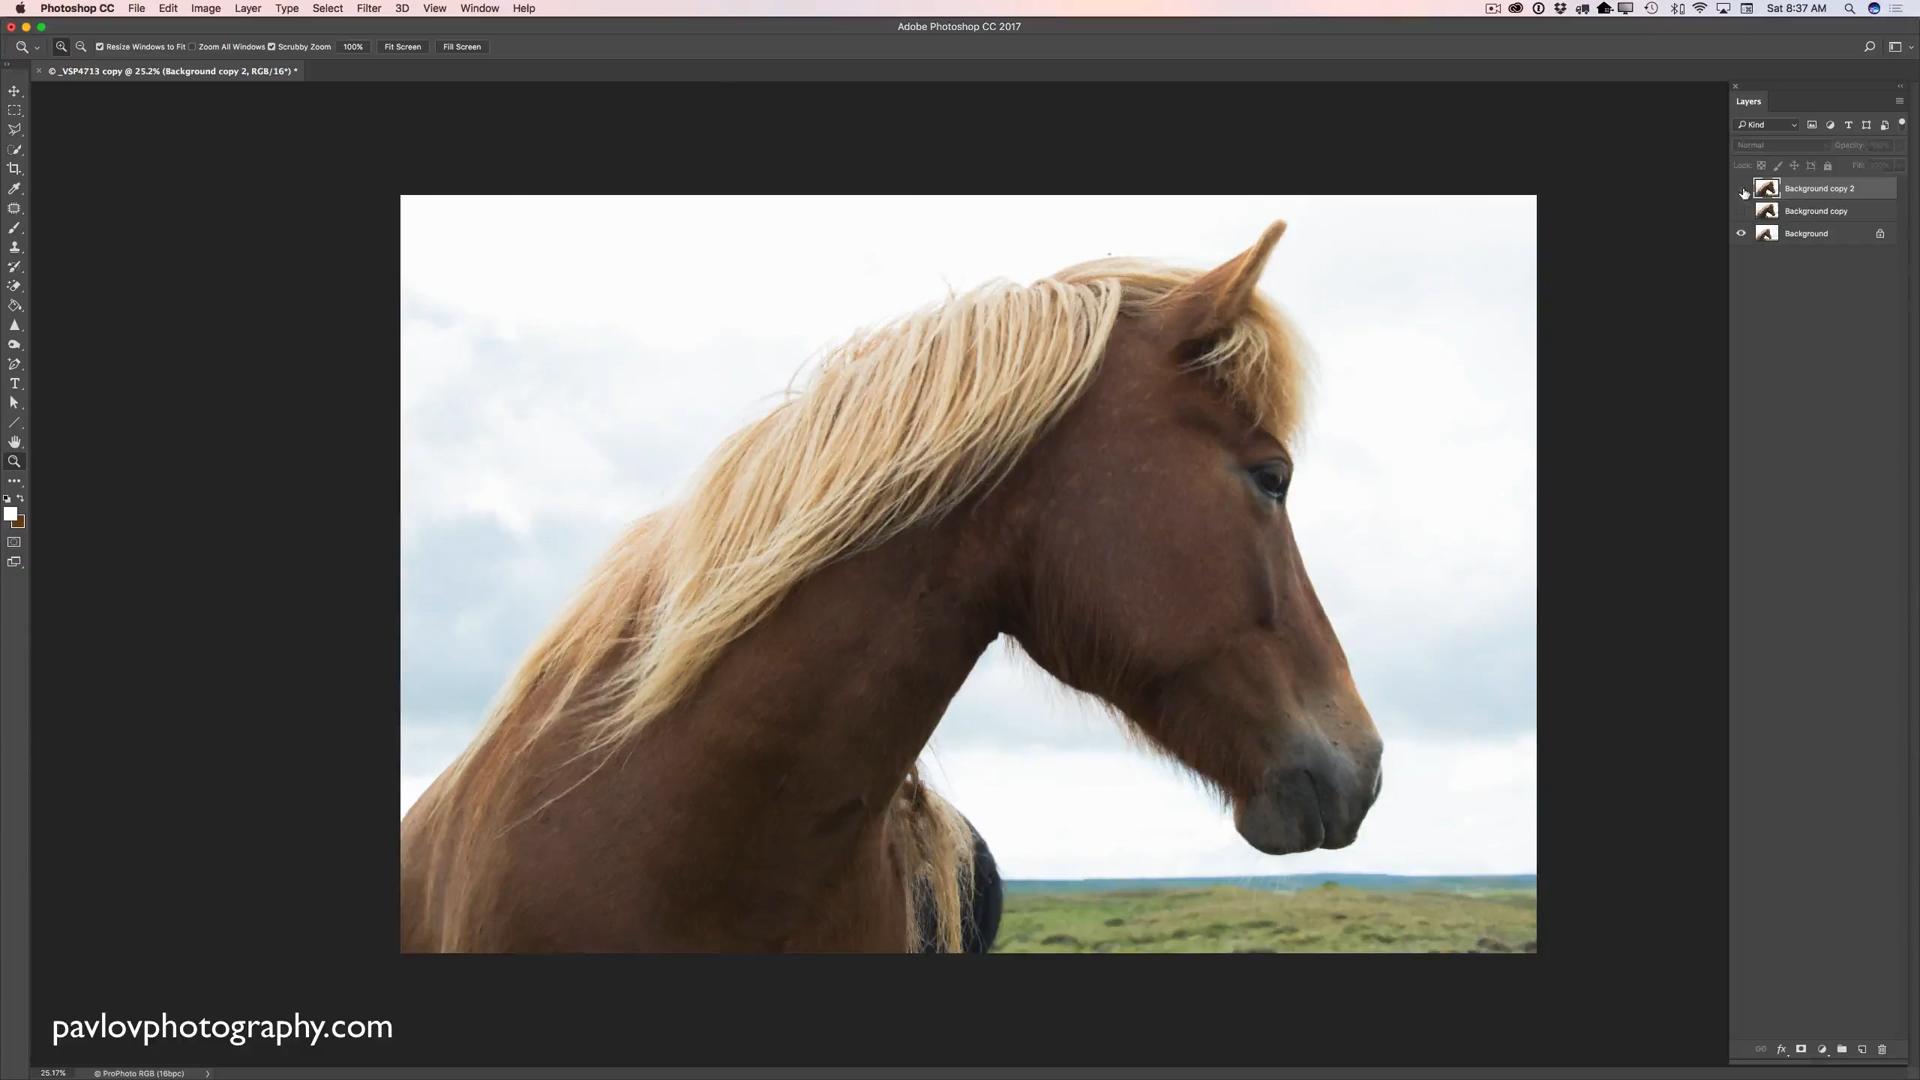 Photoshop CC File Edit Image Layer Type Select Filter 3D View Window Help Sat 8:37 AM
Adobe Photoshop CC 2017
Resize Windows to Fit Zoom All Windows Scrubby Zoom 100% Fit Screen Fill Screen
© _VSP4713 copy @ 25.2% (Background copy 2, RGB/16*) *
Layers
Kind
Normal Opacity:
Lock: Fill:
Background copy 2
Background copy
Background
pavlovphotography.com
25.17% © ProPhoto RGB (16bpc)